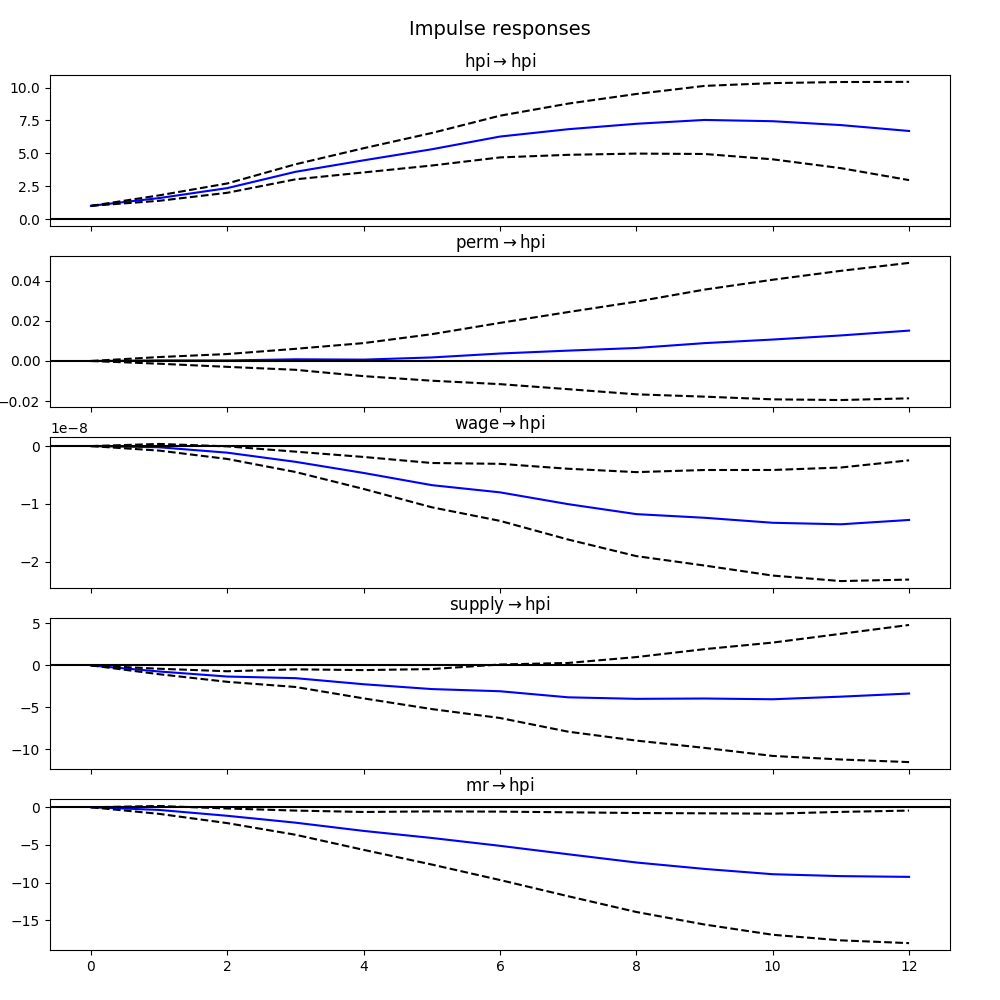 Impulse responses
hpi → hpi
10.0
7.5
5.0
2.5
0.0
perm → hpi
0.04
0.02
0.00
−0.02
wage → hpi
1e−8
0
−1
−2
supply → hpi
5
0
−5
−10
mr → hpi
0
−5
−10
−15
0 2 4 6 8 10 12